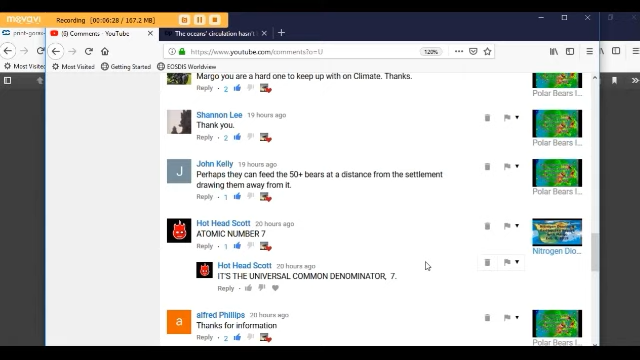 movavi Recording 00:06:28 / 167.2 MB
(1) Comments - YouTube
The oceans' circulation hasn't
https://www.youtube.com/comments?o=U
120%
Most Visited Getting Started EOSDIS Worldview
Most Visited
Margo you are a hard one to keep up with on Climate. Thanks.
Reply 2
Polar Bears I...
Shannon Lee 19 hours ago
Thank you.
Reply 2
Polar Bears I...
John Kelly 19 hours ago
Perhaps they can feed the 50+ bears at a distance from the settlement
drawing them away from it.
Reply 1
Polar Bears I...
Hot Head Scott 20 hours ago
ATOMIC NUMBER 7
Reply 1
Nitrogen Dio...
Hot Head Scott 20 hours ago
IT'S THE UNIVERSAL COMMON DENOMINATOR, 7.
Reply
alfred Phillips 20 hours ago
Thanks for information
Reply 2
Polar Bears I...